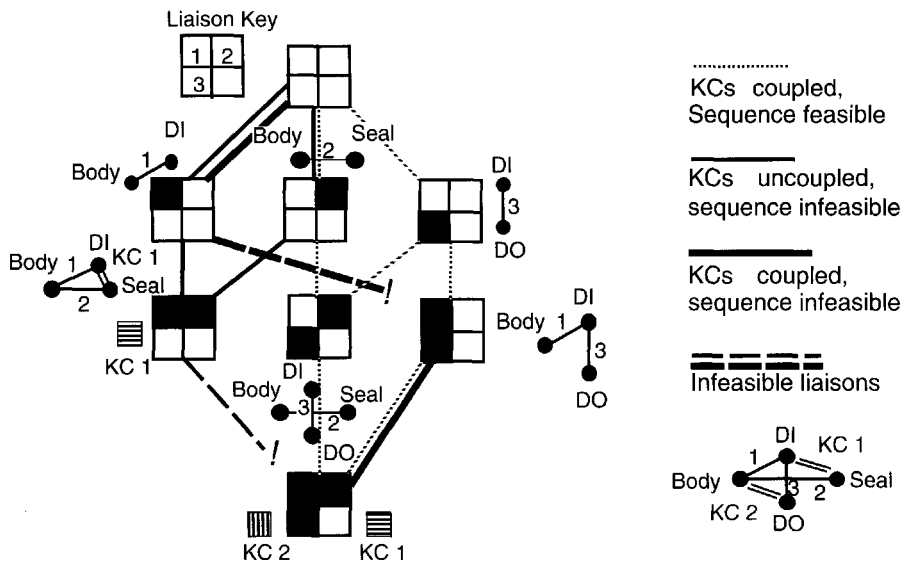 Liaison Key
1 2
3
DI
1
Body
Body Seal
2
DI
3
DO
DI
KC 1
Body 1
Seal
2
KC 1
!
Body DI
1
3
DO
DI
Body Seal
3
2
DO
!
KC 2 KC 1
KCs coupled,
Sequence feasible
KCs uncoupled,
sequence infeasible
KCs coupled,
sequence infeasible
Infeasible liaisons
DI
KC 1
1
Body Seal
3 2
KC 2
DO